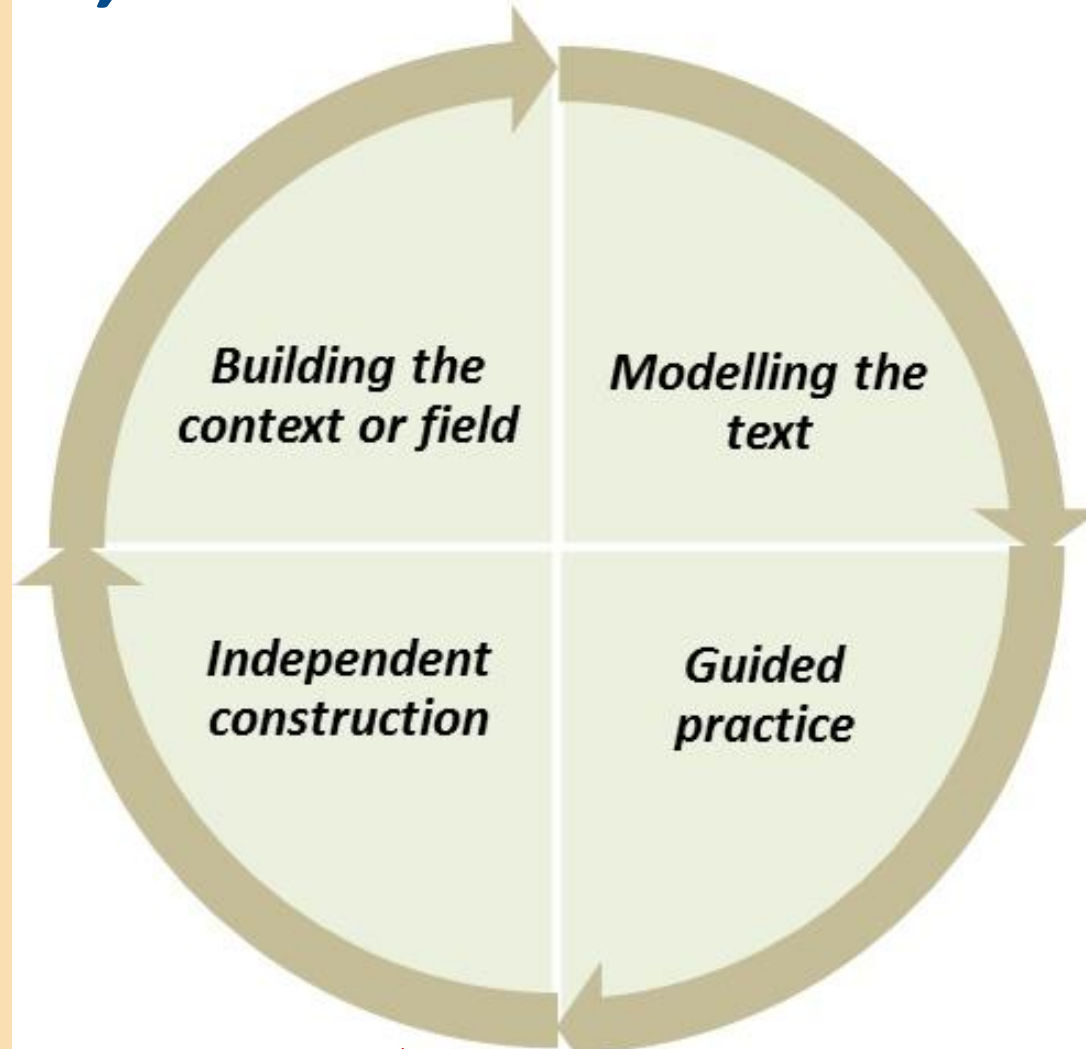 Building the
context or field
Modelling the
text
Independent
construction
Guided
practice